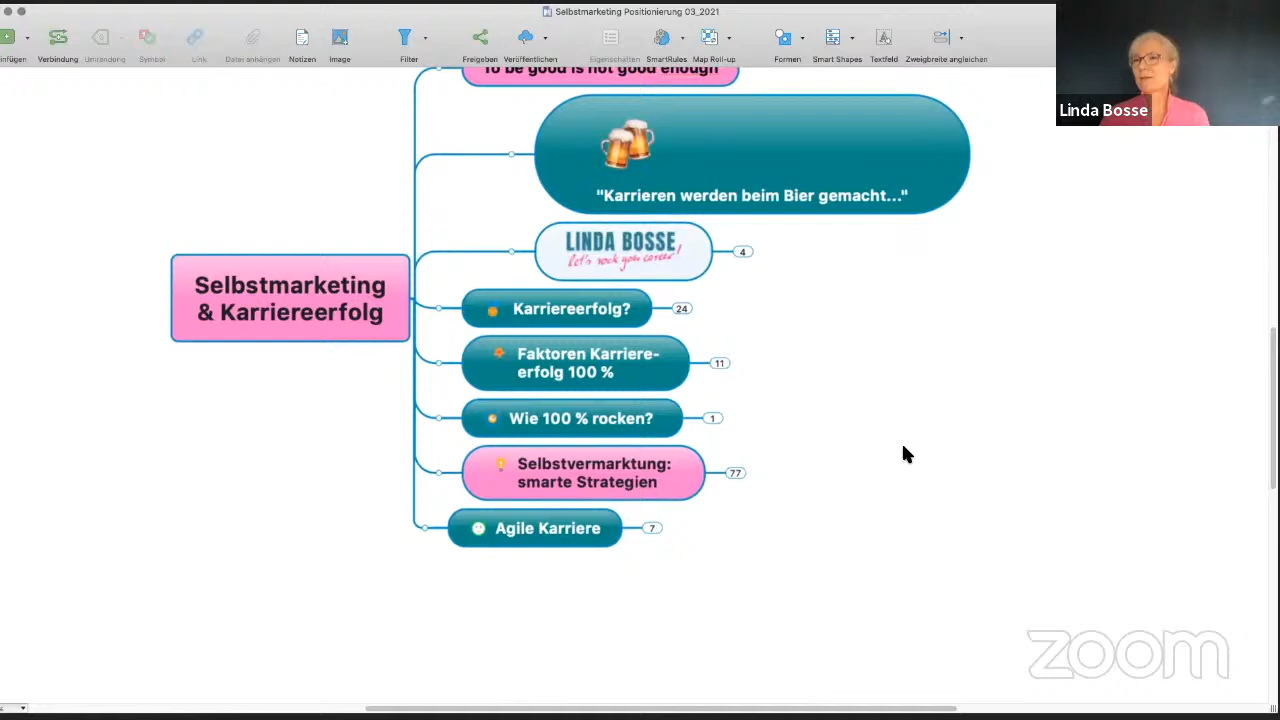 Selbstmarketing Positionierung 03_2021
infügen Verbindung Umrandung Symbol Link Datei anhängen Notizen Image Filter Freigeben Veröffentlichen Eigenschaften SmartRules Map Roll-up Formen Smart Shapes Textfeld Zweigbreite angleichen
Linda Bosse
To be good is not good enough
"Karrieren werden beim Bier gemacht..."
LINDA BOSSE
let's rock your career!
4
Selbstmarketing
& Karriereerfolg
Karriereerfolg?
24
Faktoren Karriere-
erfolg 100 %
11
Wie 100 % rocken?
1
Selbstvermarktung:
smarte Strategien
77
Agile Karriere
7
zoom